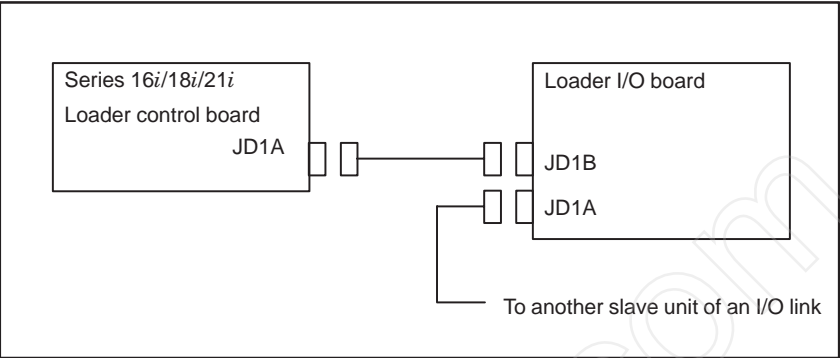 Series 16i/18i/21i
Loader control board
JD1A
Loader I/O board
JD1B
JD1A
To another slave unit of an I/O link
com